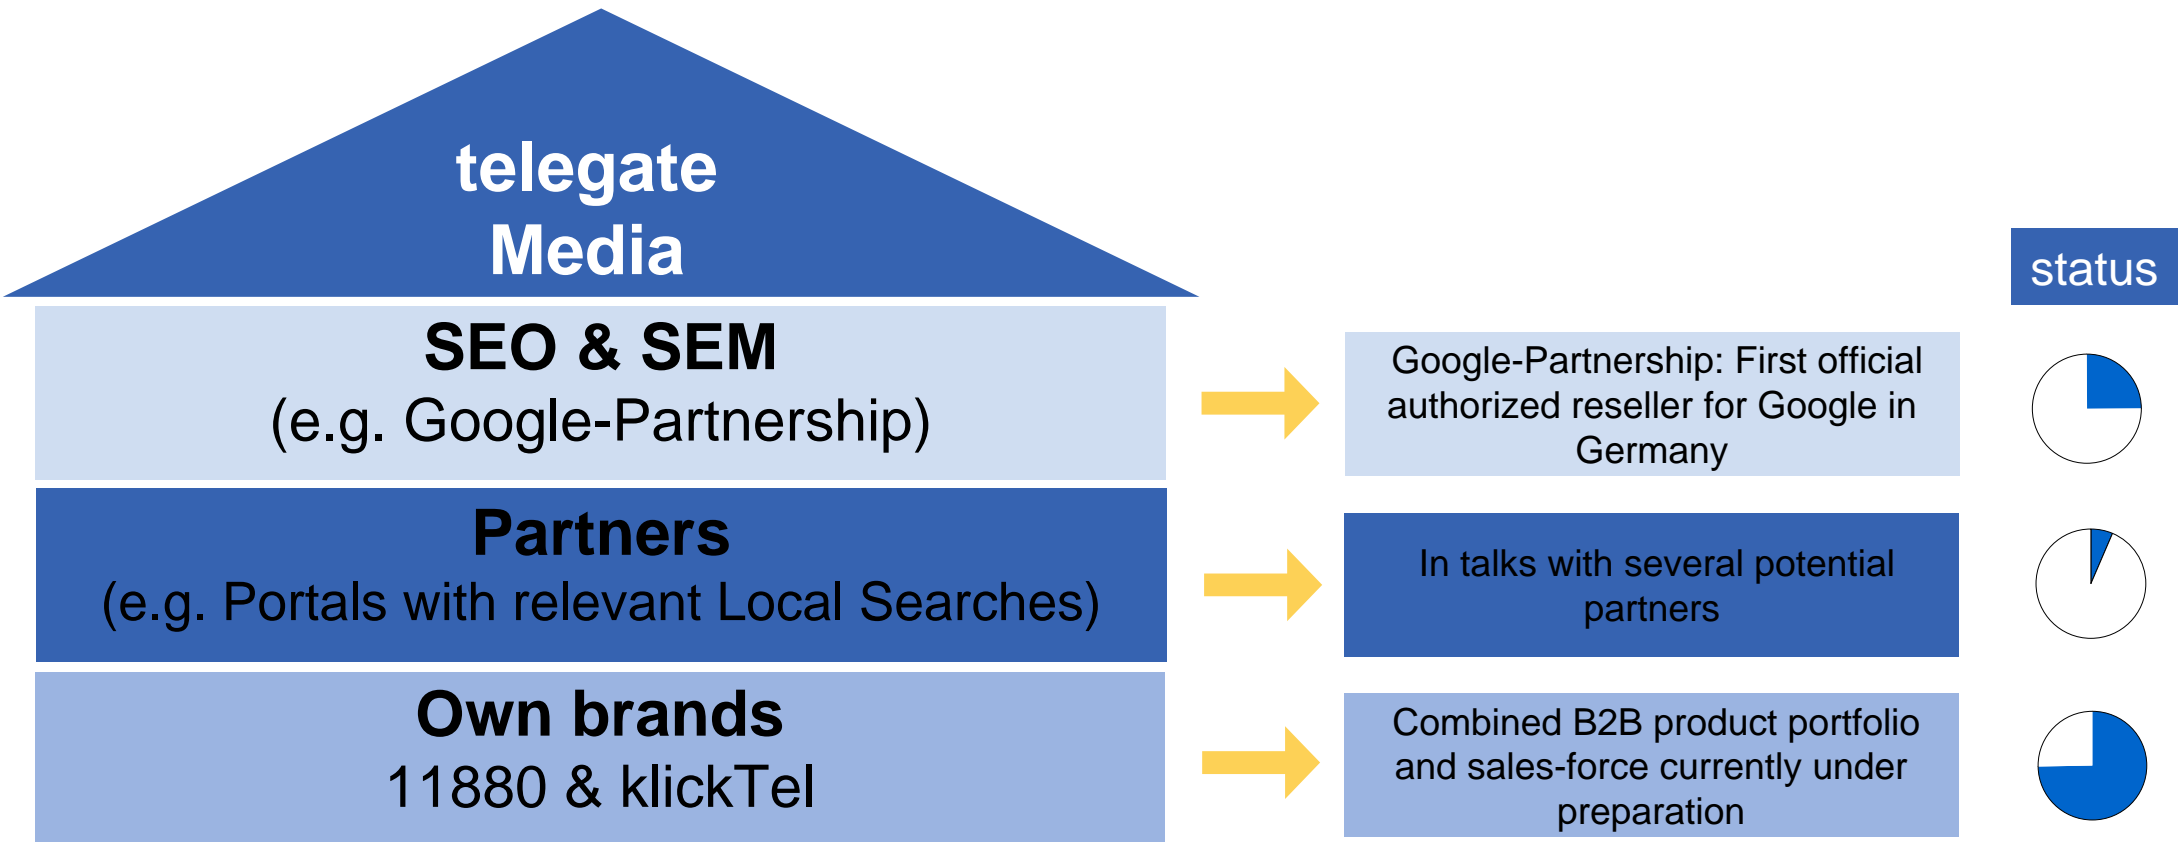 telegate
Media
status
SEO & SEM
(e.g. Google-Partnership)
Google-Partnership: First official
authorized reseller for Google in
Germany
Partners
(e.g. Portals with relevant Local Searches)
In talks with several potential
partners
Own brands
11880 & klickTel
Combined B2B product portfolio
and sales-force currently under
preparation